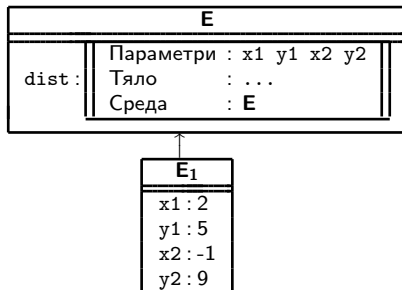 E
Параметри : x1 y1 x2 y2
dist : Тяло : ...
Среда : E
E1
x1 : 2
y1 : 5
x2 : -1
y2 : 9